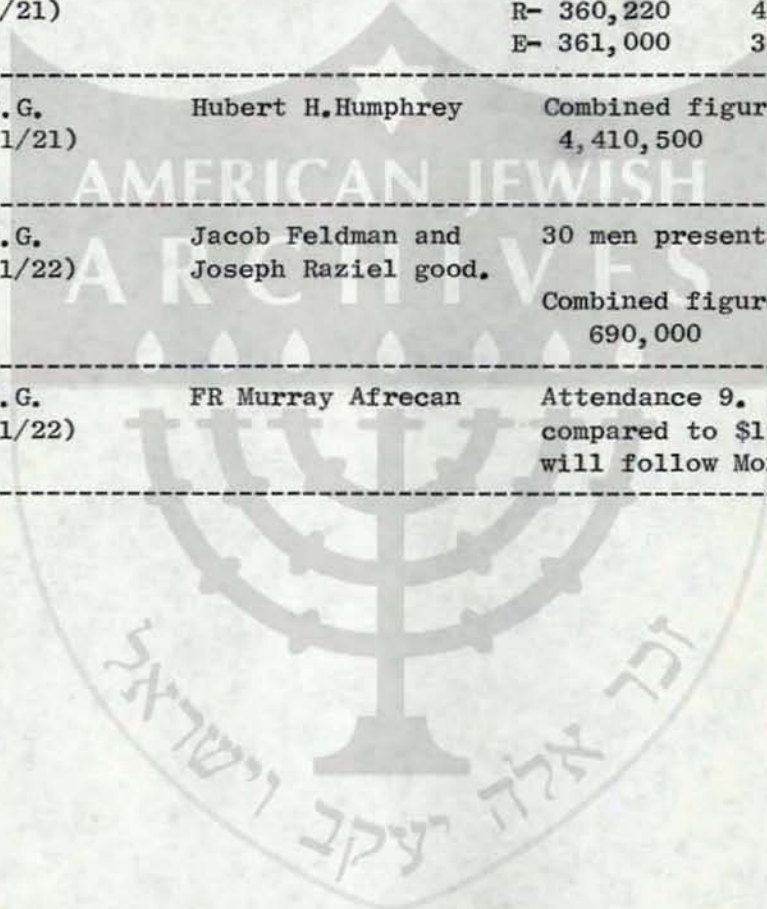 /21) R- 360,220 4
E- 361,000 3
.G. Hubert H.Humphrey Combined figur
1/21) 4,410,500
AMERICAN JEWISH
.G. Jacob Feldman and 30 men present
1/22) Joseph Raziel good.
ARCHIVES
Combined figur
690,000
.G. FR Murray Afrecan Attendance 9.
1/22) compared to $1
will follow Mo
זכר אלה יעקב וישראל